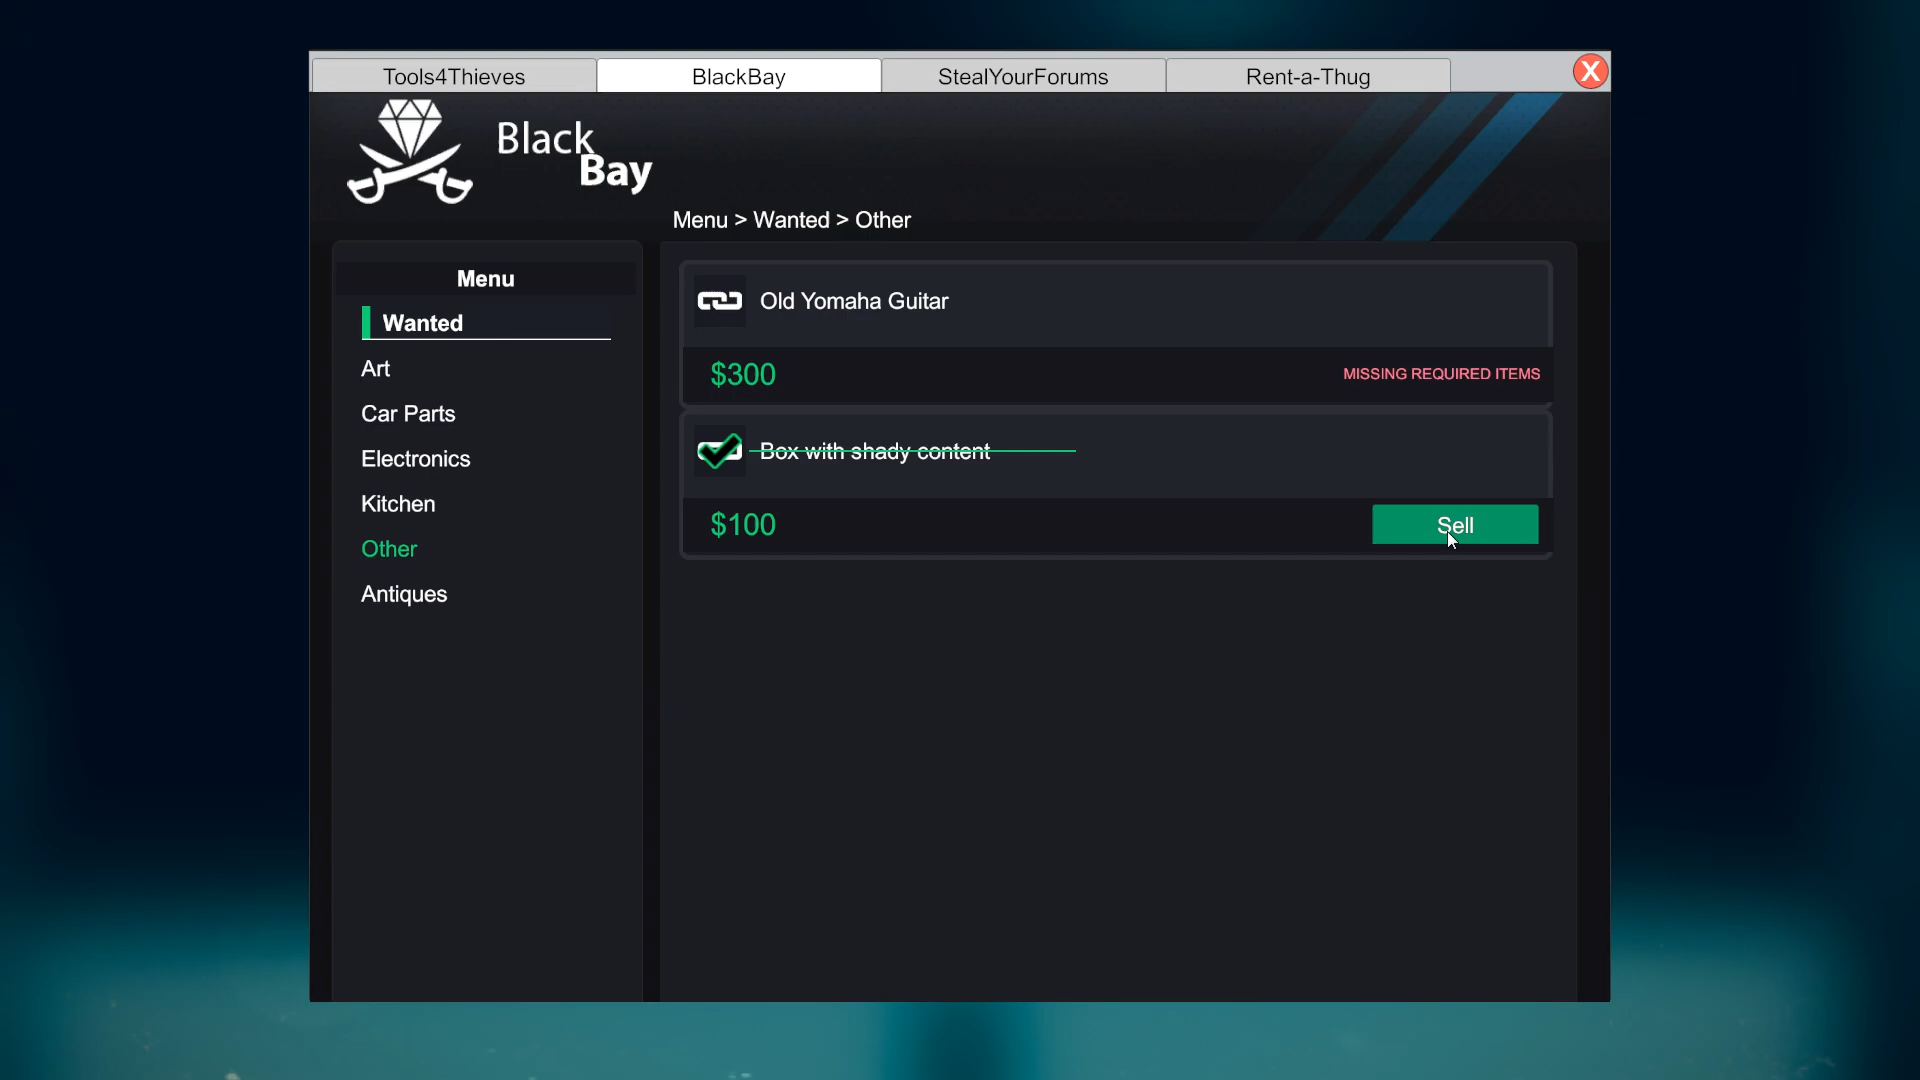 Tools4Thieves
BlackBay
StealYourForums
Rent-a-Thug
X
Black
Bay
Menu > Wanted > Other
Menu
Wanted
Art
Car Parts
Electronics
Kitchen
Other
Antiques
Old Yomaha Guitar
$300
MISSING REQUIRED ITEMS
Box with shady content
$100
Sell